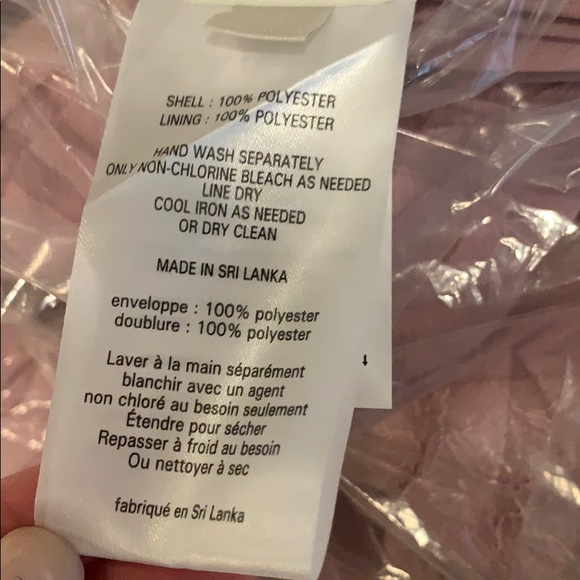 SHELL : 100% POLYESTER
LINING : 100% POLYESTER
HAND WASH SEPARATELY
ONLY NON-CHLORINE BLEACH AS NEEDED
LINE DRY
COOL IRON AS NEEDED
OR DRY CLEAN
MADE IN SRI LANKA
enveloppe : 100% polyester
doublure : 100% polyester
Laver à la main séparément
blanchir avec un agent
non chloré au besoin seulement
Étendre pour sécher
Repasser à froid au besoin
Ou nettoyer à sec
fabriqué en Sri Lanka